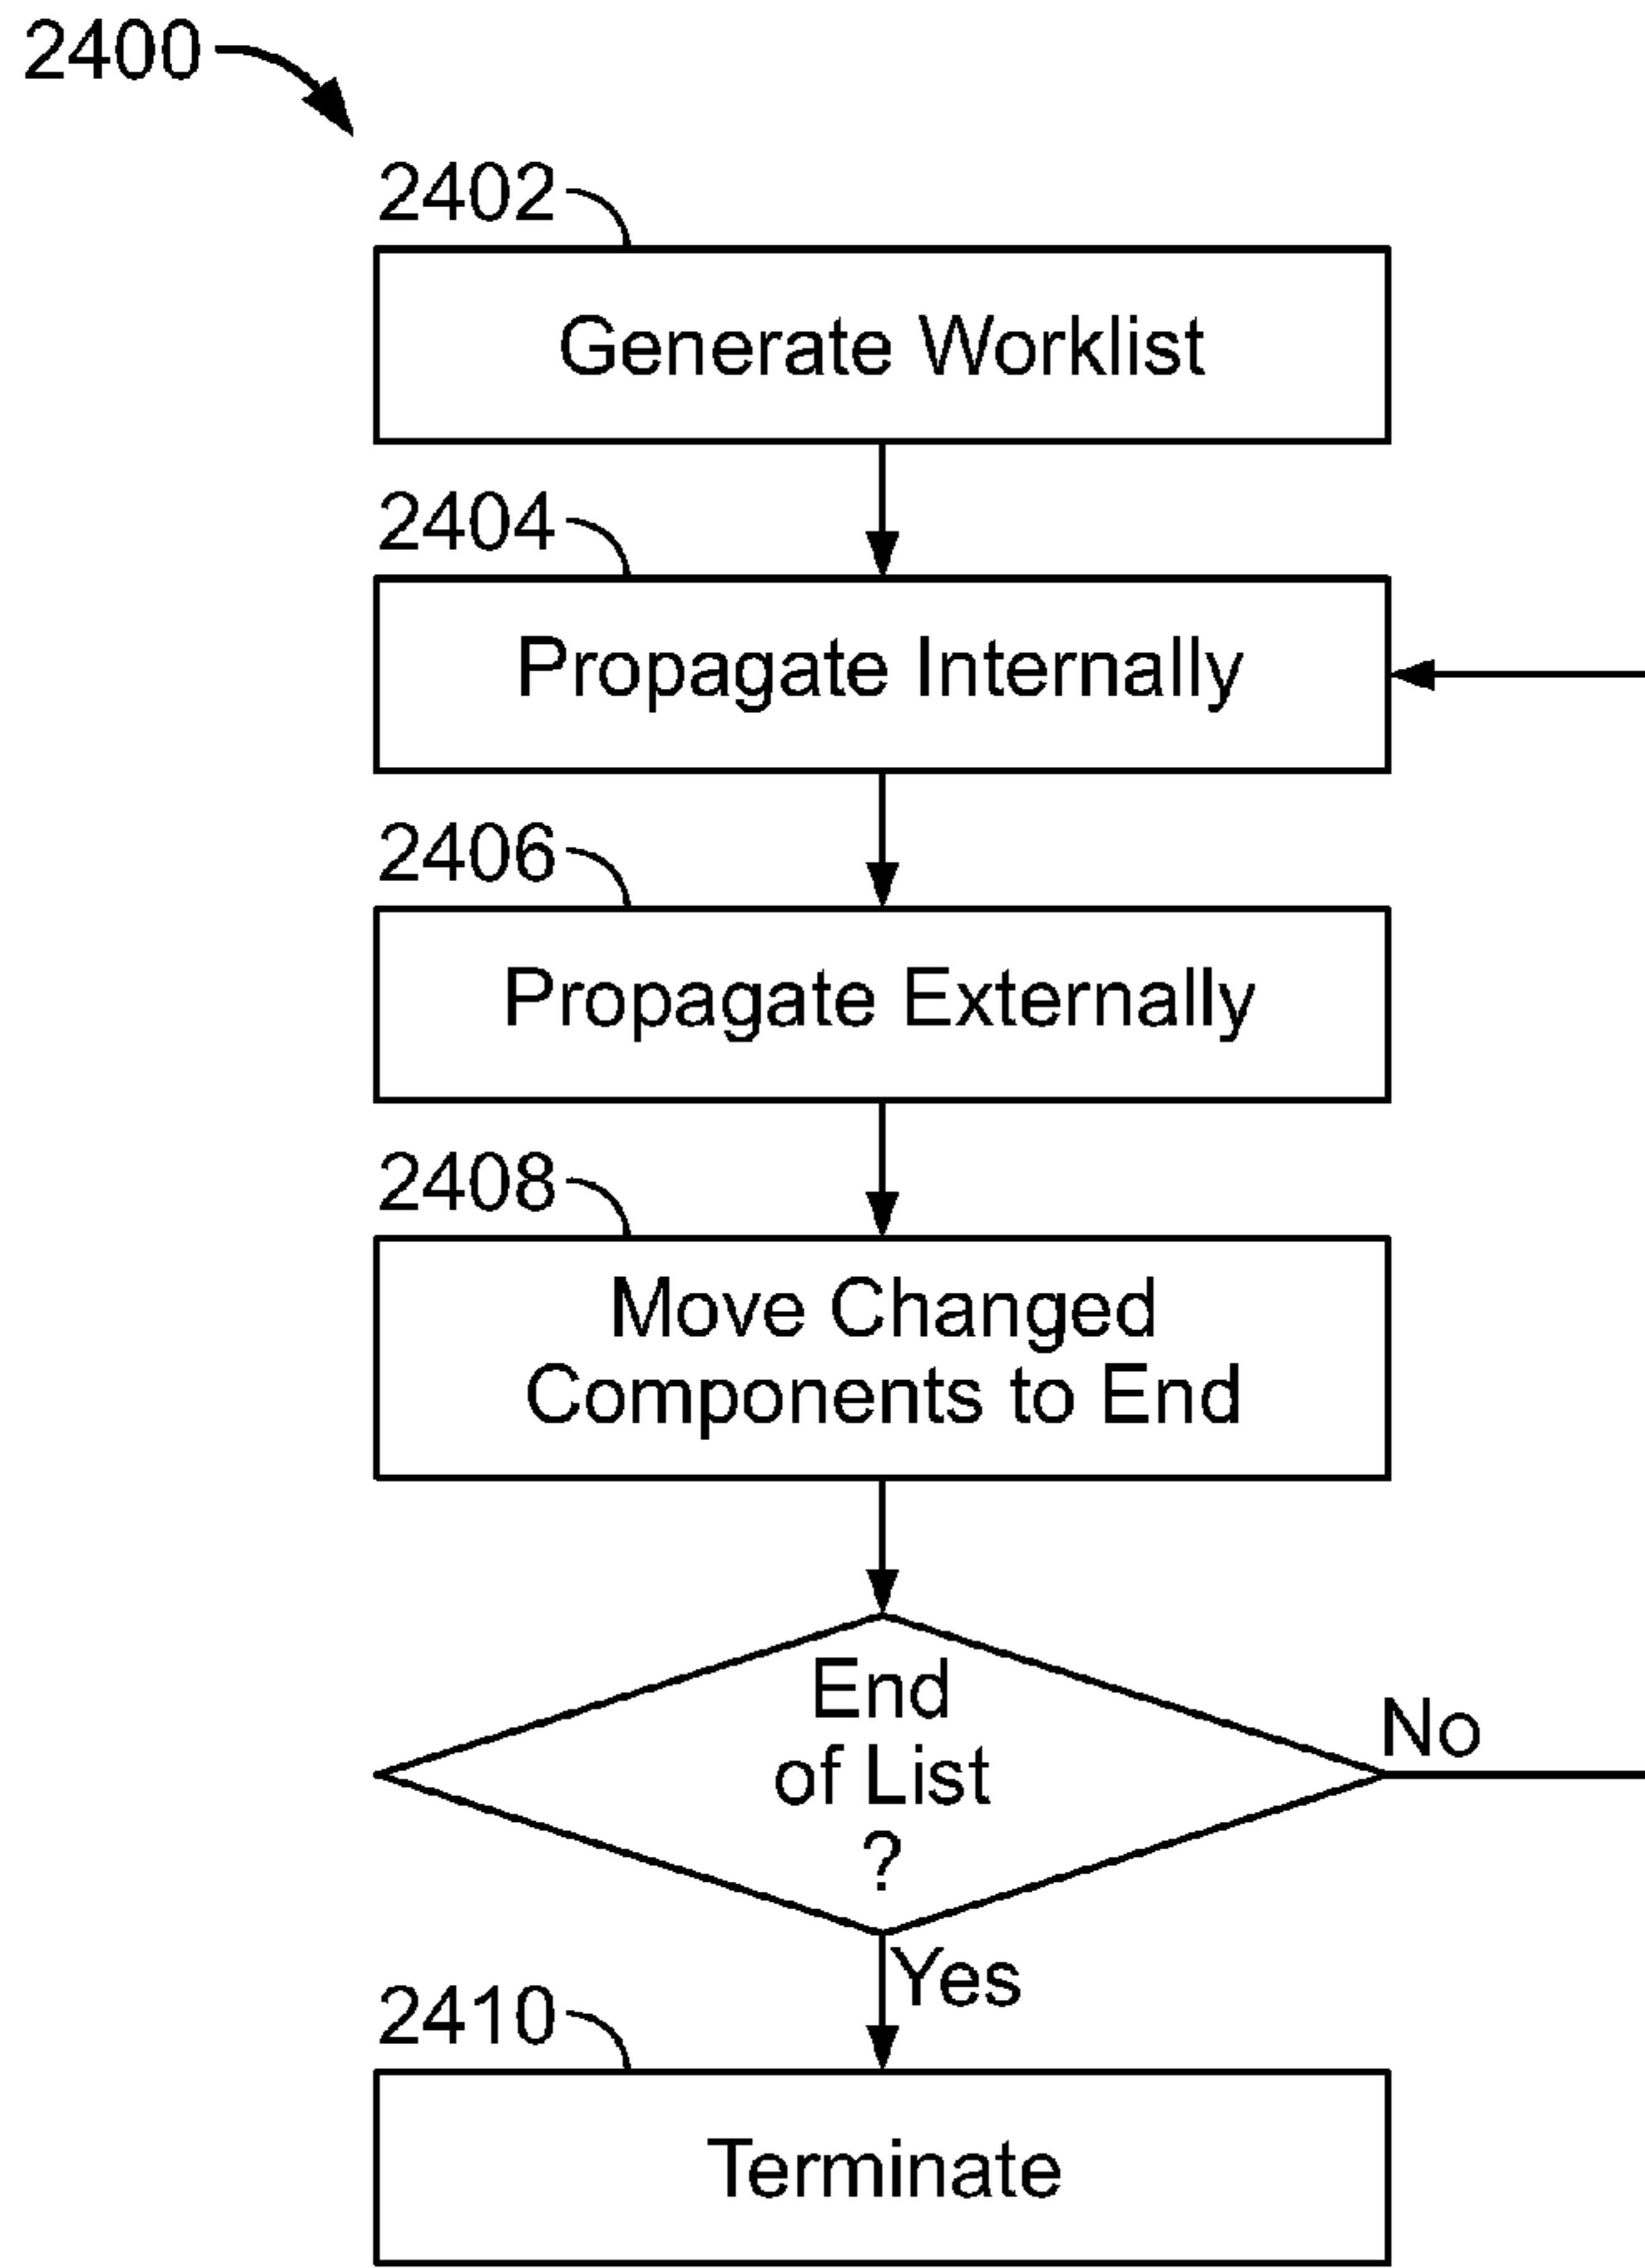 2400
2402
Generate Worklist
2404
Propagate Internally
2406
Propagate Externally
2408
Move Changed
Components to End
End
of List
?
No
Yes
2410
Terminate